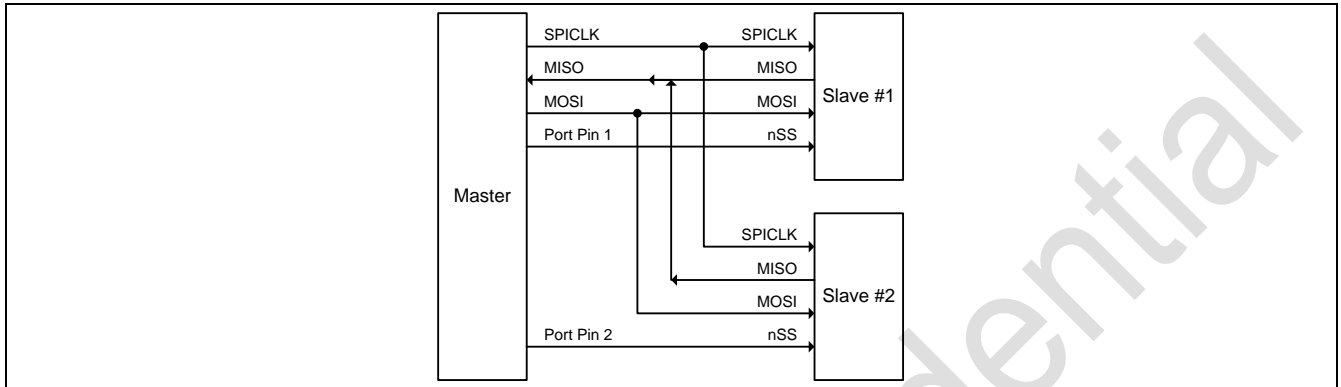 SPICLK SPICLK
MISO MISO
MOSI MOSI
Slave #1
Port Pin 1 nSS
Master
SPICLK
MISO
MOSI
Slave #2
Port Pin 2 nSS
dential